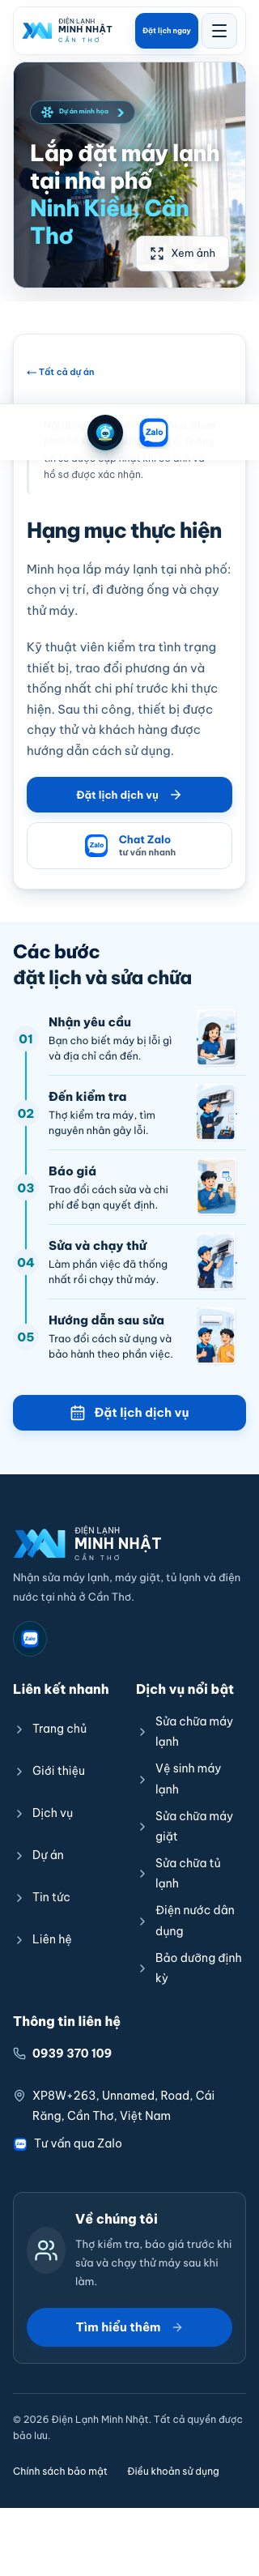 ĐIỆN LẠNH
MINH NHẬT
CẦN THƠ
Đặt lịch ngay
Dự án minh họa
Lắp đặt máy lạnh
tại nhà phố
Ninh Kiều, Cần
Thơ
Xem ảnh
← Tất cả dự án
Zalo
hồ sơ được xác nhận.
Hạng mục thực hiện
Minh họa lắp máy lạnh tại nhà phố:
chọn vị trí, đi đường ống và chạy
thử máy.
Kỹ thuật viên kiểm tra tình trạng
thiết bị, trao đổi phương án và
thống nhất chi phí trước khi thực
hiện. Sau thi công, thiết bị được
chạy thử và khách hàng được
hướng dẫn cách sử dụng.
Đặt lịch dịch vụ
Zalo
Chat Zalo
tư vấn nhanh
Các bước
đặt lịch và sửa chữa
01
Nhận yêu cầu
Bạn cho biết máy bị lỗi gì
và địa chỉ cần đến.
02
Đến kiểm tra
Thợ kiểm tra máy, tìm
nguyên nhân gây lỗi.
03
Báo giá
Trao đổi cách sửa và chi
phí để bạn quyết định.
04
Sửa và chạy thử
Làm phần việc đã thống
nhất rồi chạy thử máy.
05
Hướng dẫn sau sửa
Trao đổi cách sử dụng và
bảo hành theo phần việc.
Đặt lịch dịch vụ
ĐIỆN LẠNH
MINH NHẬT
CẦN THƠ
Nhận sửa máy lạnh, máy giặt, tủ lạnh và điện
nước tại nhà ở Cần Thơ.
Zalo
Liên kết nhanh
Trang chủ
Giới thiệu
Dịch vụ
Dự án
Tin tức
Liên hệ
Dịch vụ nổi bật
Sửa chữa máy
lạnh
Vệ sinh máy
lạnh
Sửa chữa máy
giặt
Sửa chữa tủ
lạnh
Điện nước dân
dụng
Bảo dưỡng định
kỳ
Thông tin liên hệ
0939 370 109
XP8W+263, Unnamed, Road, Cái
Răng, Cần Thơ, Việt Nam
Zalo
Tư vấn qua Zalo
Về chúng tôi
Thợ kiểm tra, báo giá trước khi
sửa và chạy thử máy sau khi
làm.
Tìm hiểu thêm
© 2026 Điện Lạnh Minh Nhật. Tất cả quyền được
bảo lưu.
Chính sách bảo mật
Điều khoản sử dụng